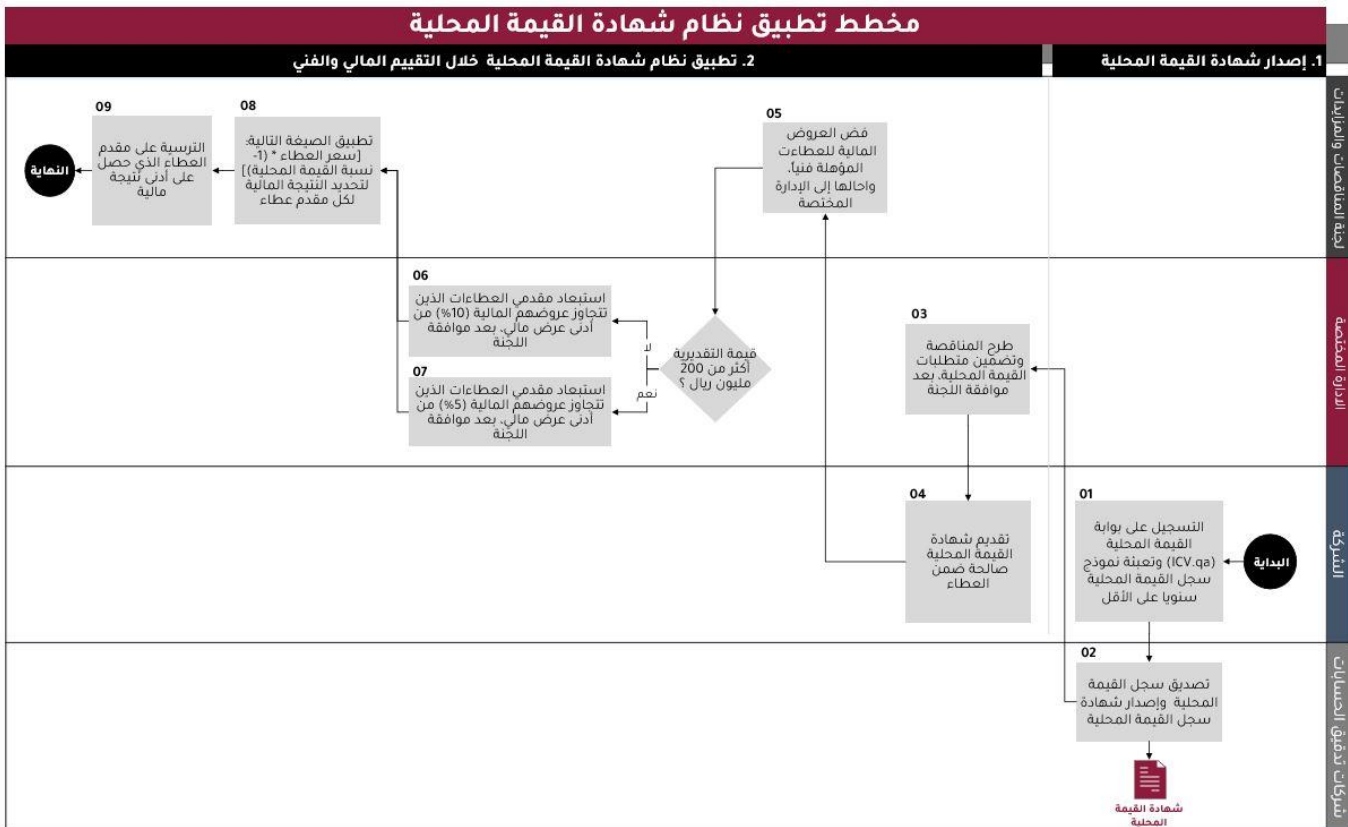 مخطط تطبيق نظام شهادة القيمة المحلية
1. إصدار شهادة القيمة المحلية
2. تطبيق نظام شهادة القيمة المحلية خلال التقييم المالي والفني
لجنة المناقصات والمزايدات
05
فض العروض
المالية للعطاءت
المؤهلة فنياً،
واحالها إلى الإدارة
المختصة
08
تطبيق الصيغة التالية:
[سعر العطاء * (1-
نسبة القيمة المحلية)]
لتحديد النتيجة المالية
لكل مقدم عطاء
09
الترسية على مقدم
العطاء الذي حصل
على أدنى نتيجة
مالية
النهاية
الادارة المختصة
03
طرح المناقصة
وتضمين متطلبات
القيمة المحلية، بعد
موافقة اللجنة
قيمة التقديرية
أكثر من 200
مليون ريال ؟
لا
نعم
06
استبعاد مقدمي العطاءات الذين
تتجاوز عروضهم المالية (10%) من
أدنى عرض مالي، بعد موافقة
اللجنة
07
استبعاد مقدمي العطاءات الذين
تتجاوز عروضهم المالية (5%) من
أدنى عرض مالي، بعد موافقة
اللجنة
الشركة
البداية
01
التسجيل على بوابة
القيمة المحلية
(ICV.qa) وتعبئة نموذج
سجل القيمة المحلية
سنويا على الأقل
04
تقديم شهادة
القيمة المحلية
صالحة ضمن
العطاء
شركات تدقيق الحسابات
02
تصديق سجل القيمة
المحلية وإصدار شهادة
سجل القيمة المحلية
شهادة القيمة
المحلية